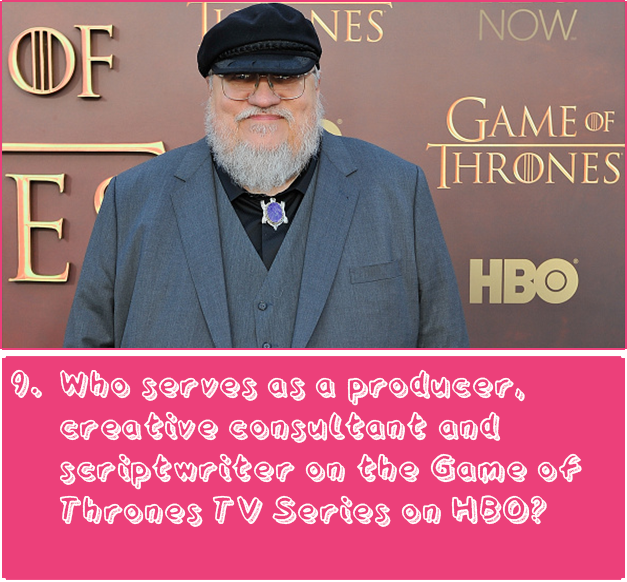 THRONES
NOW.
OF
GAME OF
THRONES
E
HBO
9. Who serves as a producer,
creative consultant and
scriptwriter on the Game of
Thrones TV Series on HBO?